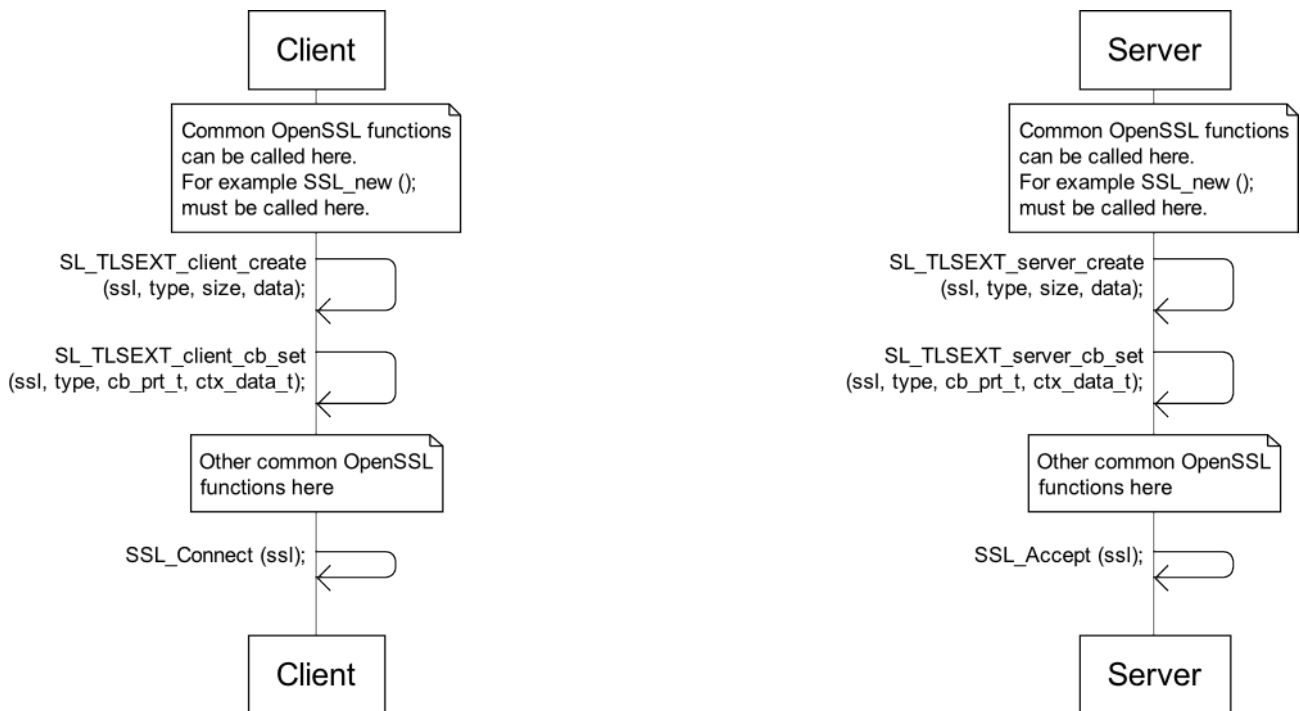 Client
Common OpenSSL functions
can be called here.
For example SSL_new ();
must be called here.
SL_TLSEXT_client_create
(ssl, type, size, data);
SL_TLSEXT_client_cb_set
(ssl, type, cb_prt_t, ctx_data_t);
Other common OpenSSL
functions here
SSL_Connect (ssl);
Client
Server
Common OpenSSL functions
can be called here.
For example SSL_new ();
must be called here.
SL_TLSEXT_server_create
(ssl, type, size, data);
SL_TLSEXT_server_cb_set
(ssl, type, cb_prt_t, ctx_data_t);
Other common OpenSSL
functions here
SSL_Accept (ssl);
Server